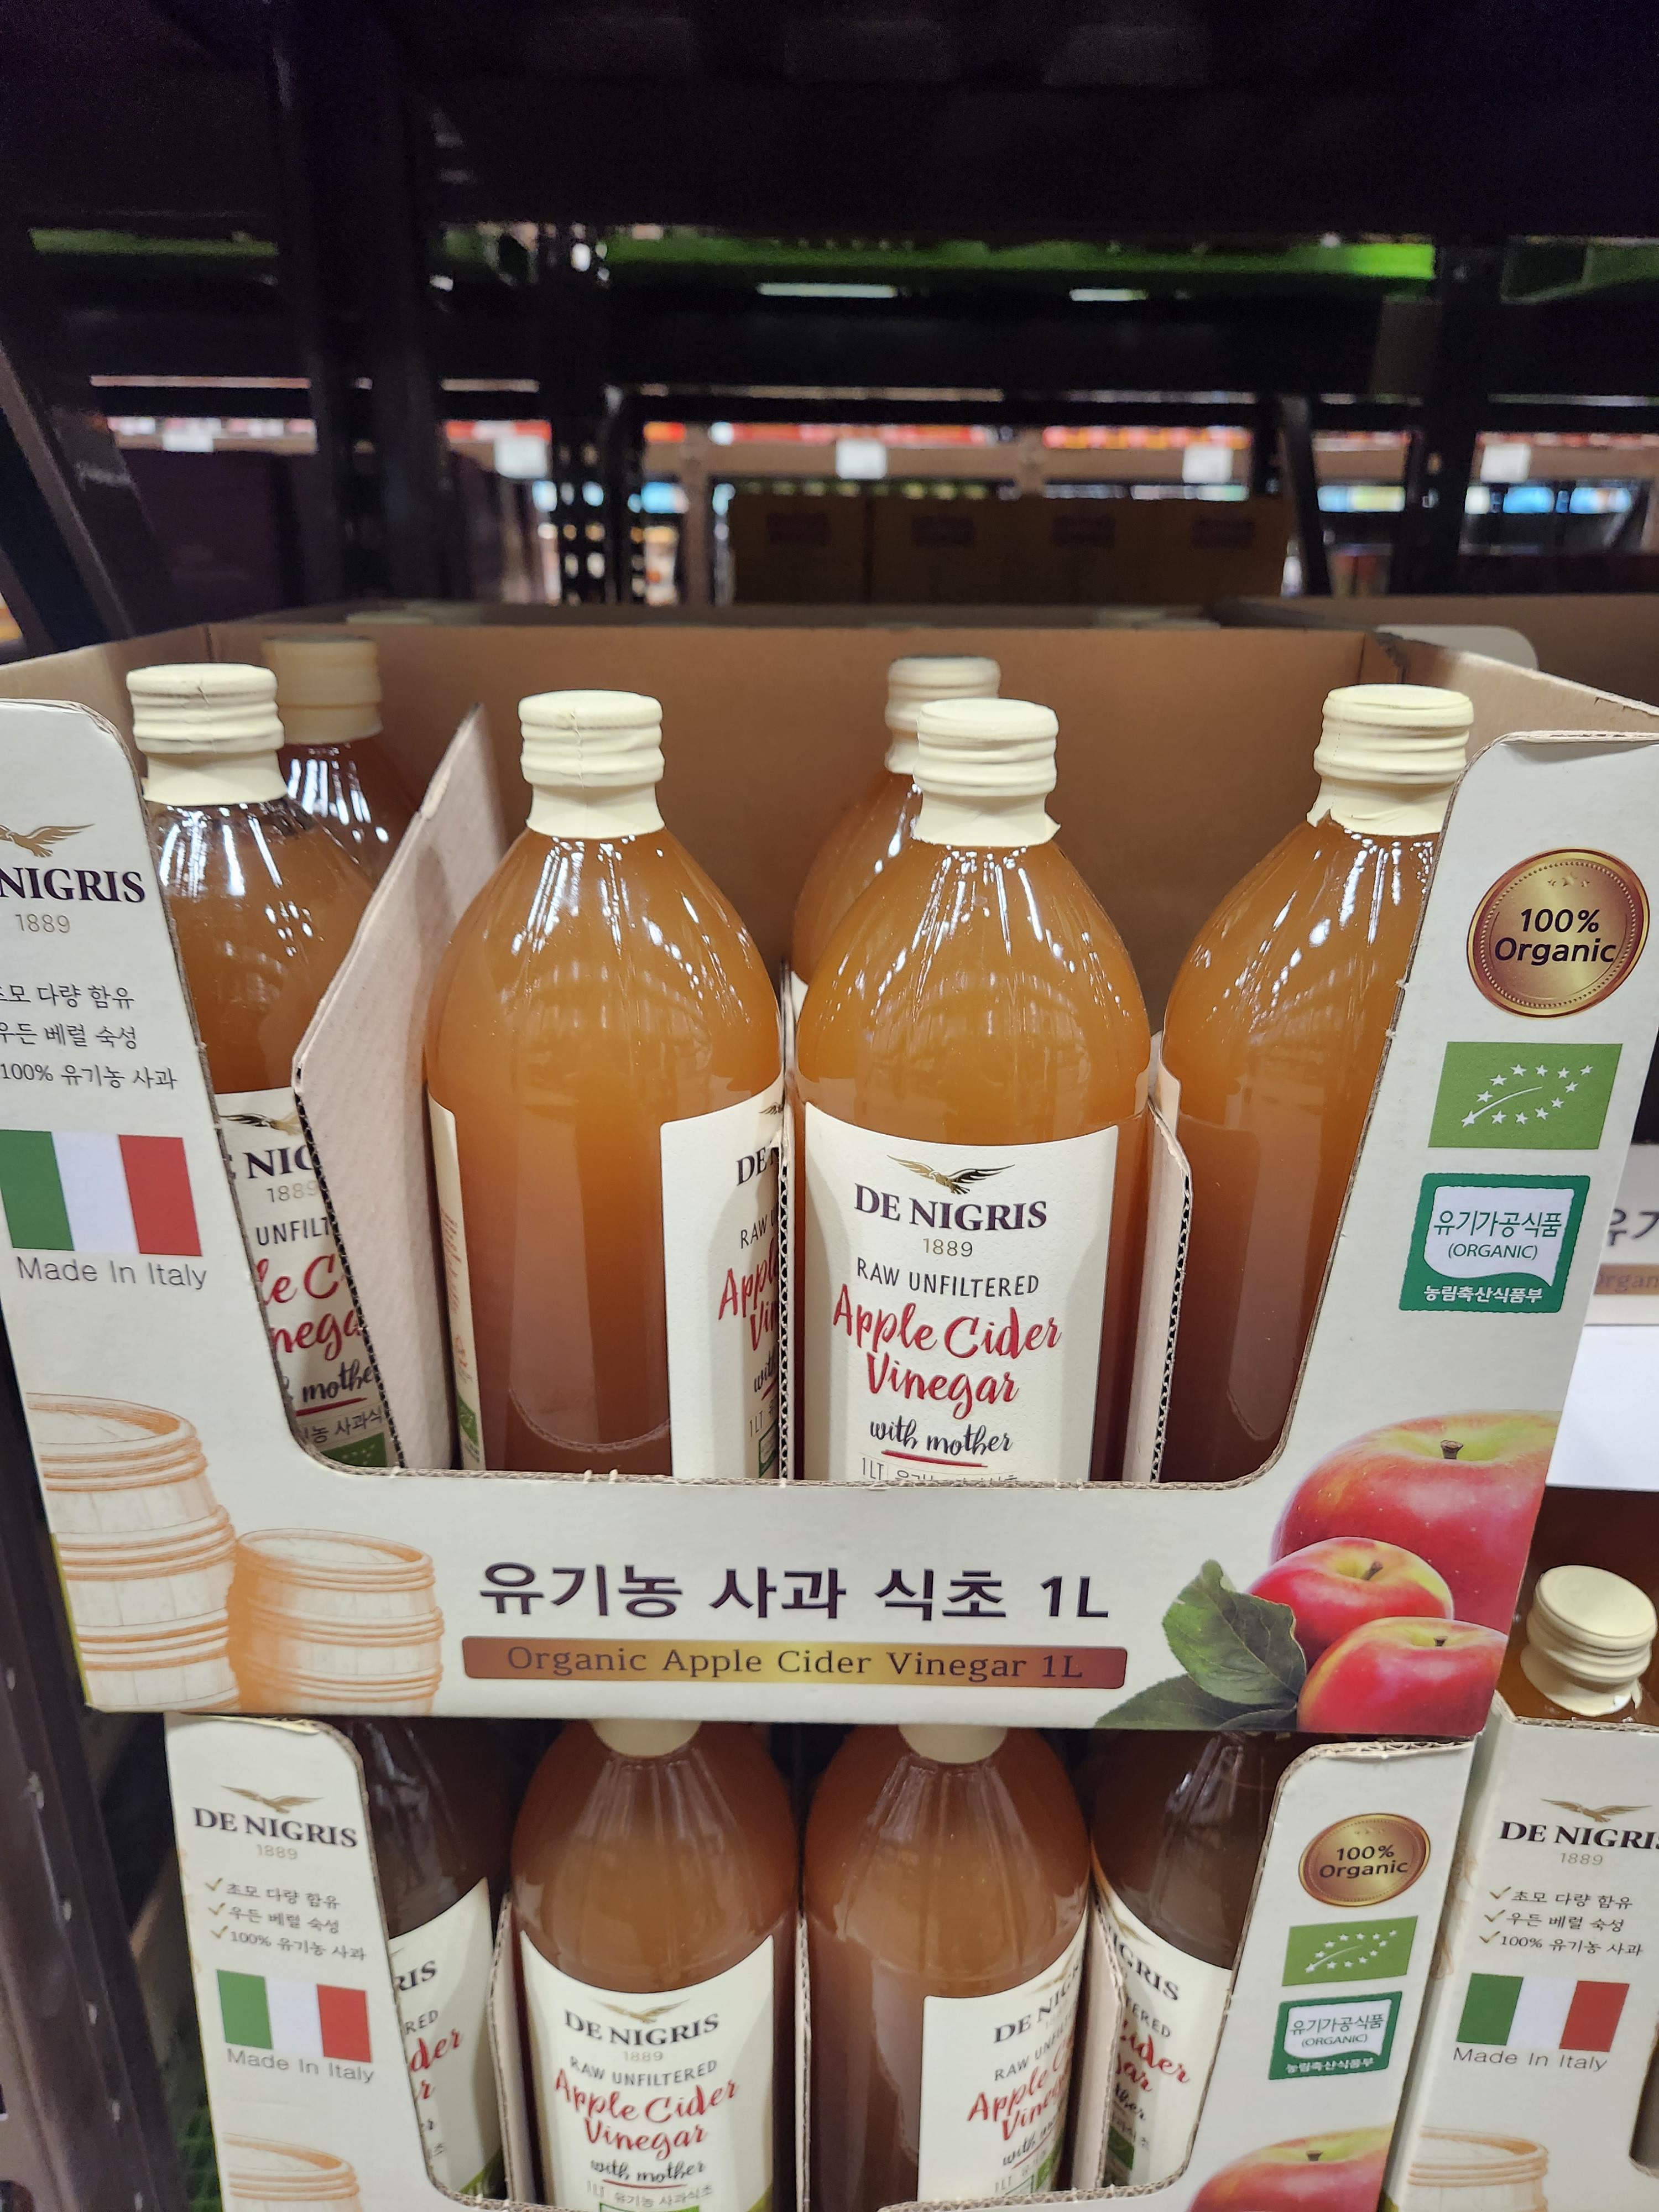 NIGRIS
1889
다량 함유
우든 베럴 숙성
100% 유기농 사과
Made In Italy
1889
DE NIGRIS
1889
RAW UNFILTERED
Apple Cider
Vinegar
with mother
1LT
100%
Organic
유기가공식품
(ORGANIC)
농림축산식품부
유기농 사과 식초 1L
Organic Apple Cider Vinegar 1L
DE NIGRIS
1889
초모 다량 함유
우든 베럴 숙성
100% 유기농 사과
Made In Italy
DE NIGRIS
1889
RAW UNFILTERED
Apple Cider
Vinegar
with mother
1LT 유기농 사과식초
100%
Organic
유기가공식품
(ORGANIC)
농림축산식품부
DE NIGRIS
1889
초모 다량 함유
우든 베럴 숙성
100% 유기농 사과
Made In Italy